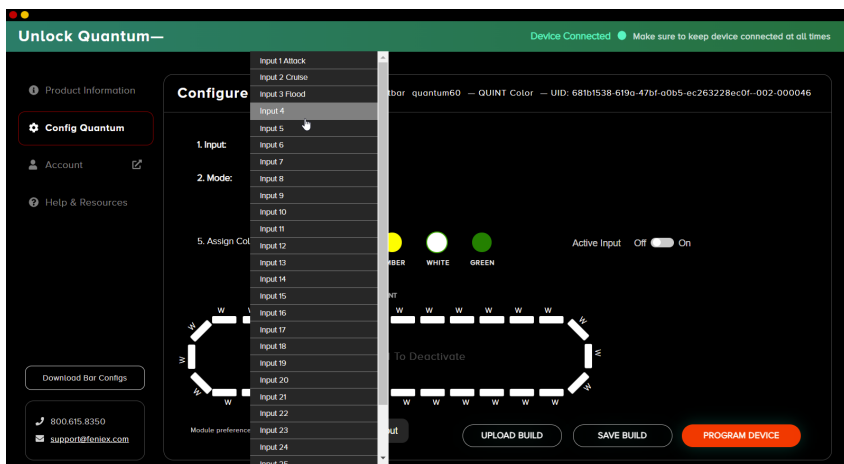 Unlock Quantum—
Device Connected Make sure to keep device connected at all times
Product Information
Config Quantum
Account
Help & Resources
Download Bar Configs
800.615.8350
support@feniex.com
Configure
tbar quantum60 — QUINT Color — UID: 681b1538-619a-47bf-a0b5-ec263228ec0f--002-000046
1. Input:
2. Mode:
5. Assign Col
Input 1 Attack
Input 2 Cruise
Input 3 Flood
Input 4
Input 5
Input 6
Input 7
Input 8
Input 9
Input 10
Input 11
Input 12
Input 13
Input 14
Input 15
Input 16
Input 17
Input 18
Input 19
Input 20
Input 21
Input 22
Input 23
Input 24
Input 25
MBER WHITE GREEN
Active Input Off On
NT
W W W W W W W
W W
W l To Deactivate W
W W
W W W W W W W
Module preference
out
UPLOAD BUILD SAVE BUILD PROGRAM DEVICE